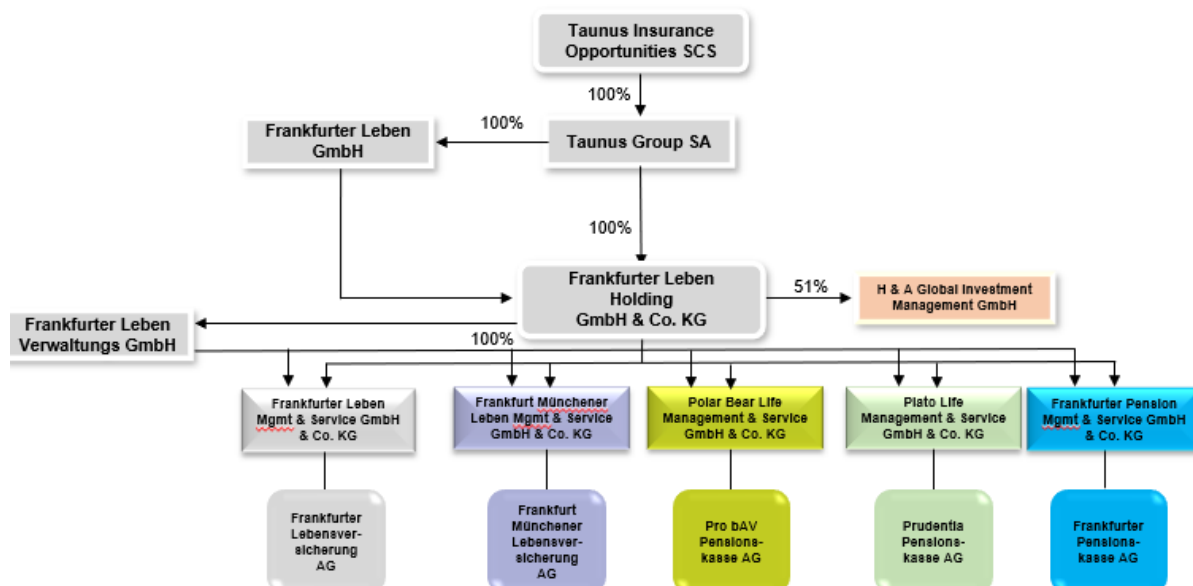 Taunus Insurance
Opportunities SCS
100%
Frankfurter Leben
GmbH
100%
Taunus Group SA
100%
Frankfurter Leben
Holding
GmbH & Co. KG
51%
H & A Global Investment
Management GmbH
Frankfurter Leben
Verwaltungs GmbH
100%
Frankfurter Leben
Mgmt & Service GmbH
& Co. KG
Frankfurt Münchener
Leben Mgmt & Service
GmbH & Co. KG
Polar Bear Life
Management & Service
GmbH & Co. KG
Plato Life
Management & Service
GmbH & Co. KG
Frankfurter Pension
Mgmt & Service GmbH
& Co. KG
Frankfurter
Lebensver-
sicherung
AG
Frankfurt
Münchener
Lebensver-
sicherung
AG
Pro bAV
Pensions-
kasse AG
Prudentia
Pensions-
kasse AG
Frankfurter
Pensions-
kasse AG